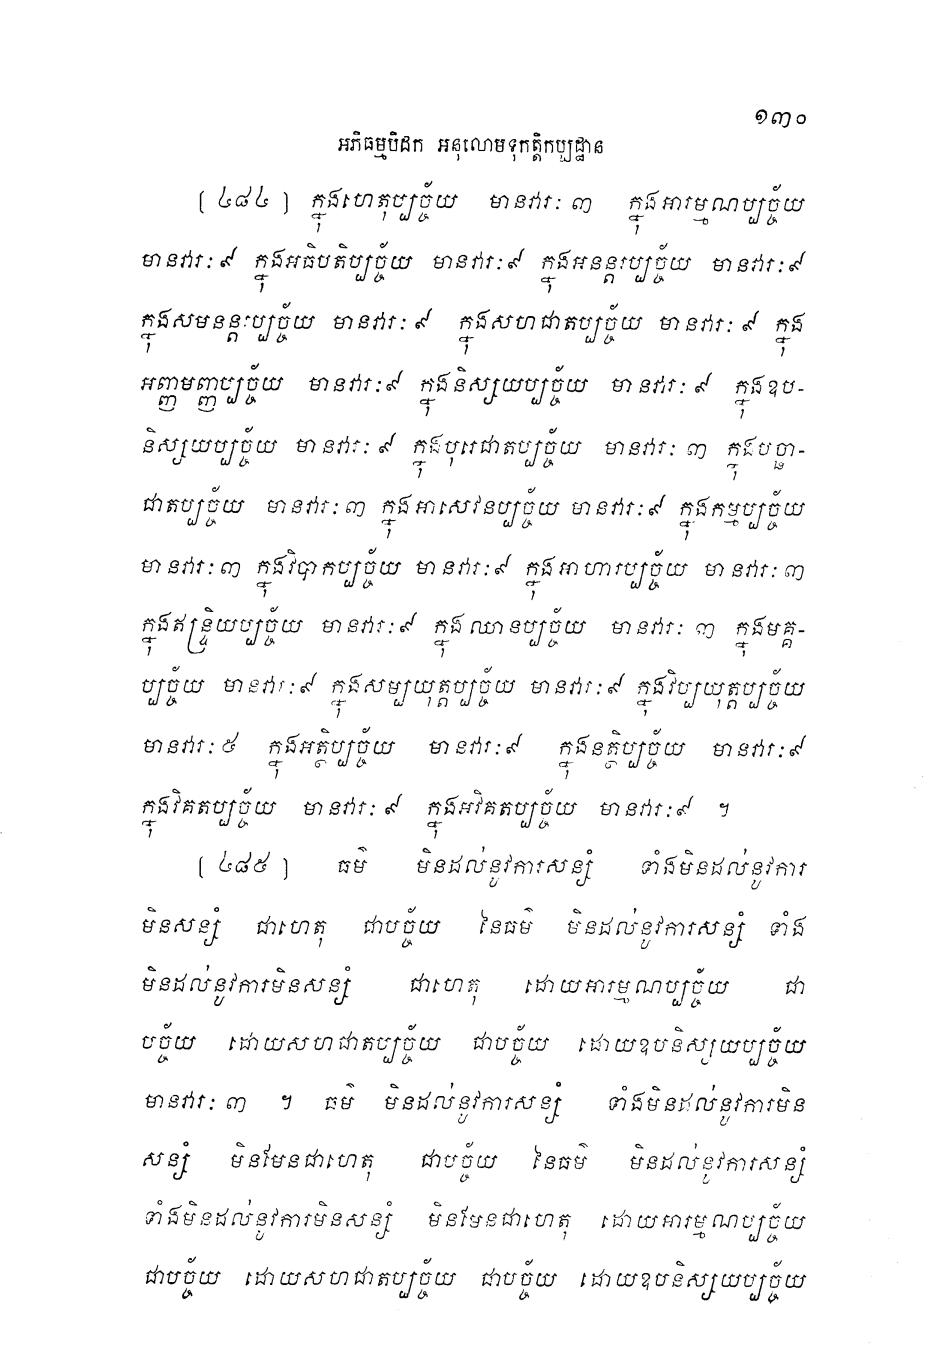 ១៣០
អភិធម្មបិដក អនុលោមទុកត្តិកប្បដ្ឋាន
[ ៤៨៤ ] ក្នុងហេតុប្បច្ច័យ មានវារៈ ៣ ក្នុងអារម្មណប្បច្ច័យ
មានវារៈ ៩ ក្នុងអធិបតិប្បច្ច័យ មានវារៈ ៩ ក្នុងអនន្តរប្បច្ច័យ មានវារៈ ៩
ក្នុងសមនន្តរប្បច្ច័យ មានវារៈ ៩ ក្នុងសហជាតប្បច្ច័យ មានវារៈ ៩ ក្នុង
អញ្ញមញ្ញប្បច្ច័យ មានវារៈ ៩ ក្នុងនិស្សយប្បច្ច័យ មានវារៈ ៩ ក្នុងឧប-
និស្សយប្បច្ច័យ មានវារៈ ៩ ក្នុងបុរេជាតប្បច្ច័យ មានវារៈ ៣ ក្នុងបច្ឆា-
ជាតប្បច្ច័យ មានវារៈ ៣ ក្នុងអាសេវនប្បច្ច័យ មានវារៈ ៩ ក្នុងកម្មប្បច្ច័យ
មានវារៈ ៣ ក្នុងវិបាកប្បច្ច័យ មានវារៈ ៩ ក្នុងអាហារប្បច្ច័យ មានវារៈ ៣
ក្នុងឥន្ទ្រិយប្បច្ច័យ មានវារៈ ៩ ក្នុងឈានប្បច្ច័យ មានវារៈ ៣ ក្នុងមគ្គ-
ប្បច្ច័យ មានវារៈ ៩ ក្នុងសម្បយុត្តប្បច្ច័យ មានវារៈ ៩ ក្នុងវិប្បយុត្តប្បច្ច័យ
មានវារៈ ៥ ក្នុងអត្ថិប្បច្ច័យ មានវារៈ ៩ ក្នុងនត្ថិប្បច្ច័យ មានវារៈ ៩
ក្នុងវិគតប្បច្ច័យ មានវារៈ ៩ ក្នុងអវិគតប្បច្ច័យ មានវារៈ ៩ ។
[ ៤៨៥ ] ធម៌ មិនដល់នូវការសន្សំ ទាំងមិនដល់នូវការ
មិនសន្សំ ជាហេតុ ជាបច្ច័យ នៃធម៌ មិនដល់នូវការសន្សំ ទាំង
មិនដល់នូវការមិនសន្សំ ជាហេតុ ដោយអារម្មណប្បច្ច័យ ជា
បច្ច័យ ដោយសហជាតប្បច្ច័យ ជាបច្ច័យ ដោយឧបនិស្សយប្បច្ច័យ
មានវារៈ ៣ ។ ធម៌ មិនដល់នូវការសន្សំ ទាំងមិនដល់នូវការមិន
សន្សំ មិនមែនជាហេតុ ជាបច្ច័យ នៃធម៌ មិនដល់នូវការសន្សំ
ទាំងមិនដល់នូវការមិនសន្សំ មិនមែនជាហេតុ ដោយអារម្មណប្បច្ច័យ
ជាបច្ច័យ ដោយសហជាតប្បច្ច័យ ជាបច្ច័យ ដោយឧបនិស្សយប្បច្ច័យ